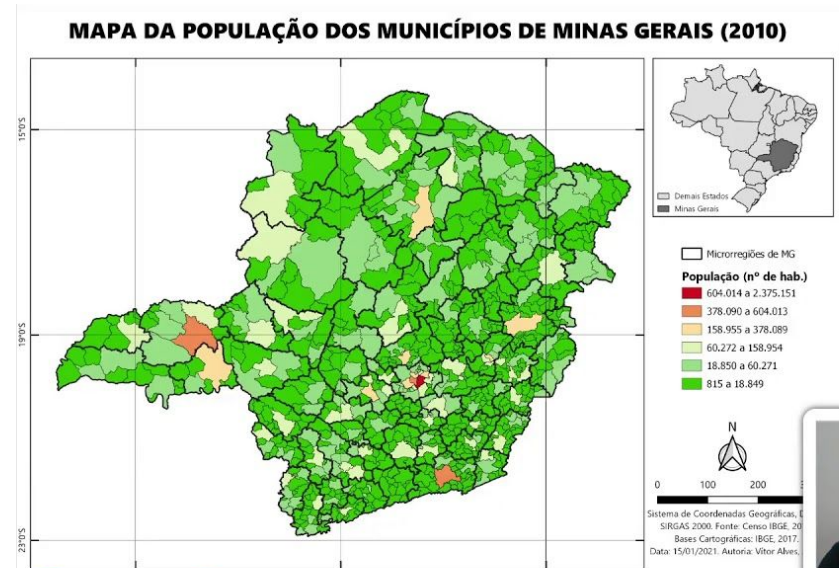 MAPA DA POPULAÇÃO DOS MUNICÍPIOS DE MINAS GERAIS (2010)
15°0'S
19°0'S
23°0'S
Demais Estados
Minas Gerais
Microrregiões de MG
População (nº de hab.)
604.014 a 2.375.151
378.090 a 604.013
158.955 a 378.089
60.272 a 158.954
18.850 a 60.271
815 a 18.849
N
0 100 200
Sistema de Coordenadas Geográficas,
SIRGAS 2000. Fonte: Censo IBGE,
Bases Cartográficas: IBGE, 2017.
Data: 15/01/2021. Autoria: Vitor Alves,